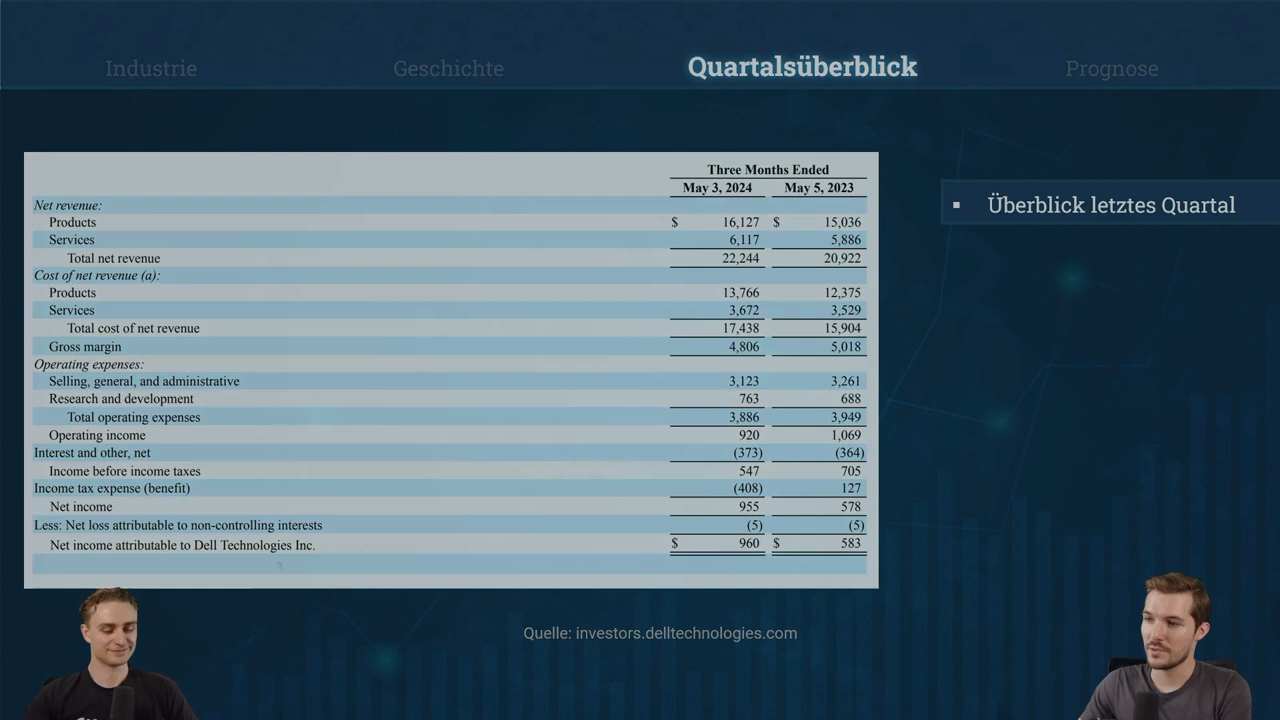 Industrie Geschichte Quartalsüberblick Prognose
Three Months Ended
May 3, 2024 May 5, 2023
Net revenue:
Products $ 16,127 $ 15,036
Services 6,117 5,886
Total net revenue 22,244 20,922
Cost of net revenue (a):
Products 13,766 12,375
Services 3,672 3,529
Total cost of net revenue 17,438 15,904
Gross margin 4,806 5,018
Operating expenses:
Selling, general, and administrative 3,123 3,261
Research and development 763 688
Total operating expenses 3,886 3,949
Operating income 920 1,069
Interest and other, net (373) (364)
Income before income taxes 547 705
Income tax expense (benefit) (408) 127
Net income 955 578
Less: Net loss attributable to non-controlling interests (5) (5)
Net income attributable to Dell Technologies Inc. $ 960 $ 583
▪ Überblick letztes Quartal
Quelle: investors.delltechnologies.com